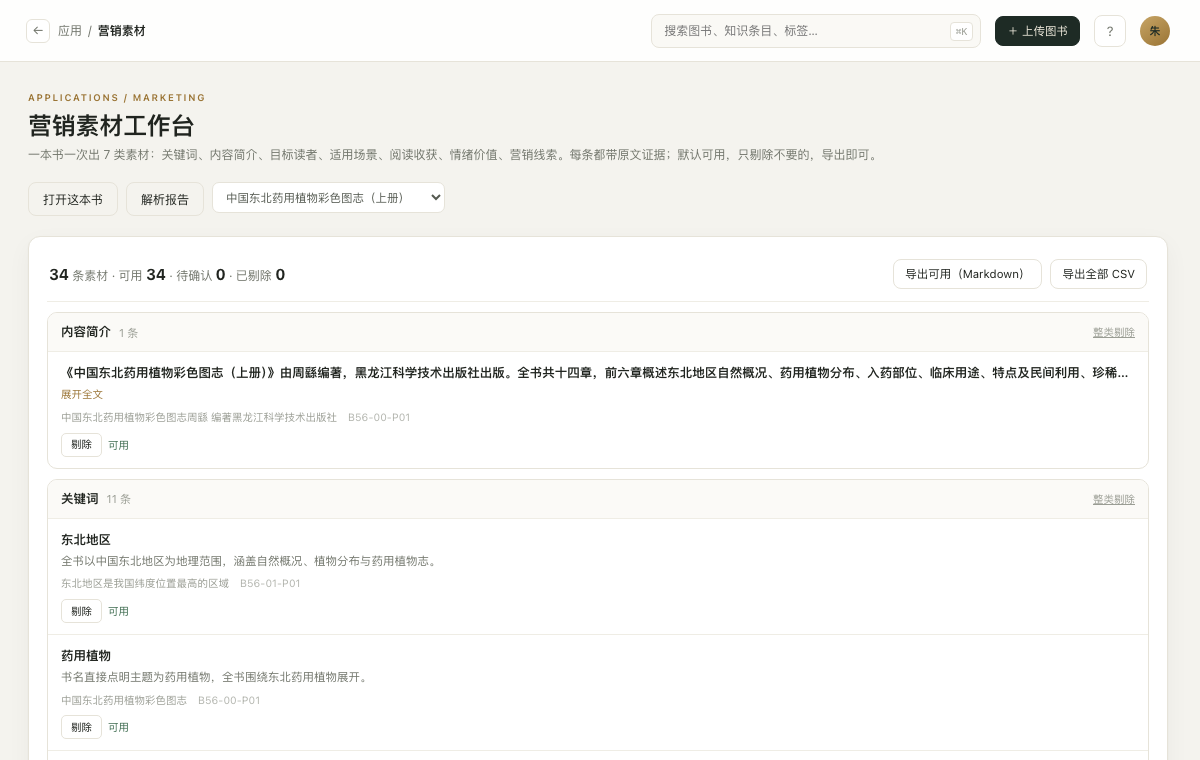 ← 应用 / 营销素材
搜索图书、知识条目、标签... ⌘K
+ 上传图书
?
朱
APPLICATIONS / MARKETING
营销素材工作台
一本书一次出 7 类素材：关键词、内容简介、目标读者、适用场景、阅读收获、情绪价值、营销线索。每条都带原文证据；默认可用，只剔除不要的，导出即可。
打开这本书
解析报告
中国东北药用植物彩色图志（上册）
34 条素材 · 可用 34 · 待确认 0 · 已剔除 0
导出可用（Markdown）
导出全部 CSV
内容简介 1 条
整类剔除
《中国东北药用植物彩色图志（上册）》由周繇编著，黑龙江科学技术出版社出版。全书共十四章，前六章概述东北地区自然概况、药用植物分布、入药部位、临床用途、特点及民间利用、珍稀...
展开全文
中国东北药用植物彩色图志周繇 编著黑龙江科学技术出版社 B56-00-P01
剔除 可用
关键词 11 条
整类剔除
东北地区
全书以中国东北地区为地理范围，涵盖自然概况、植物分布与药用植物志。
东北地区是我国纬度位置最高的区域 B56-01-P01
剔除 可用
药用植物
书名直接点明主题为药用植物，全书围绕东北药用植物展开。
中国东北药用植物彩色图志 B56-00-P01
剔除 可用